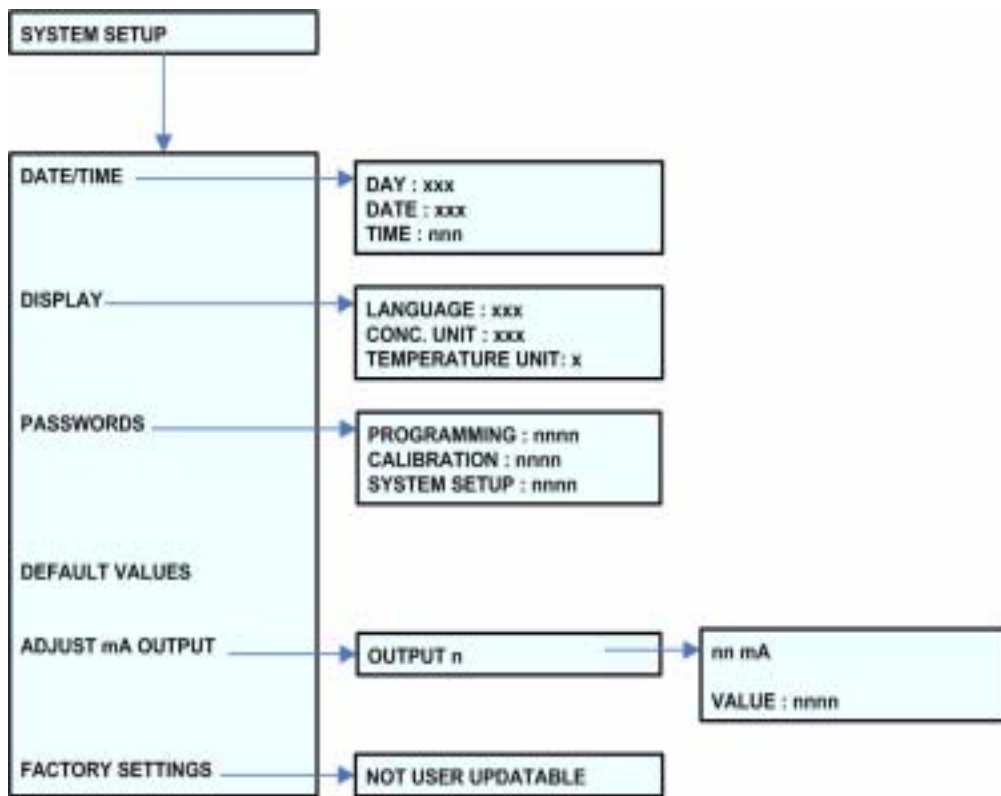 SYSTEM SETUP
DATE/TIME
DAY : xxx
DATE : xxx
TIME : nnn
DISPLAY
LANGUAGE : xxx
CONC. UNIT : xxx
TEMPERATURE UNIT: x
PASSWORDS
PROGRAMMING : nnnn
CALIBRATION : nnnn
SYSTEM SETUP : nnnn
DEFAULT VALUES
ADJUST mA OUTPUT
OUTPUT n
nn mA
VALUE : nnnn
FACTORY SETTINGS
NOT USER UPDATABLE